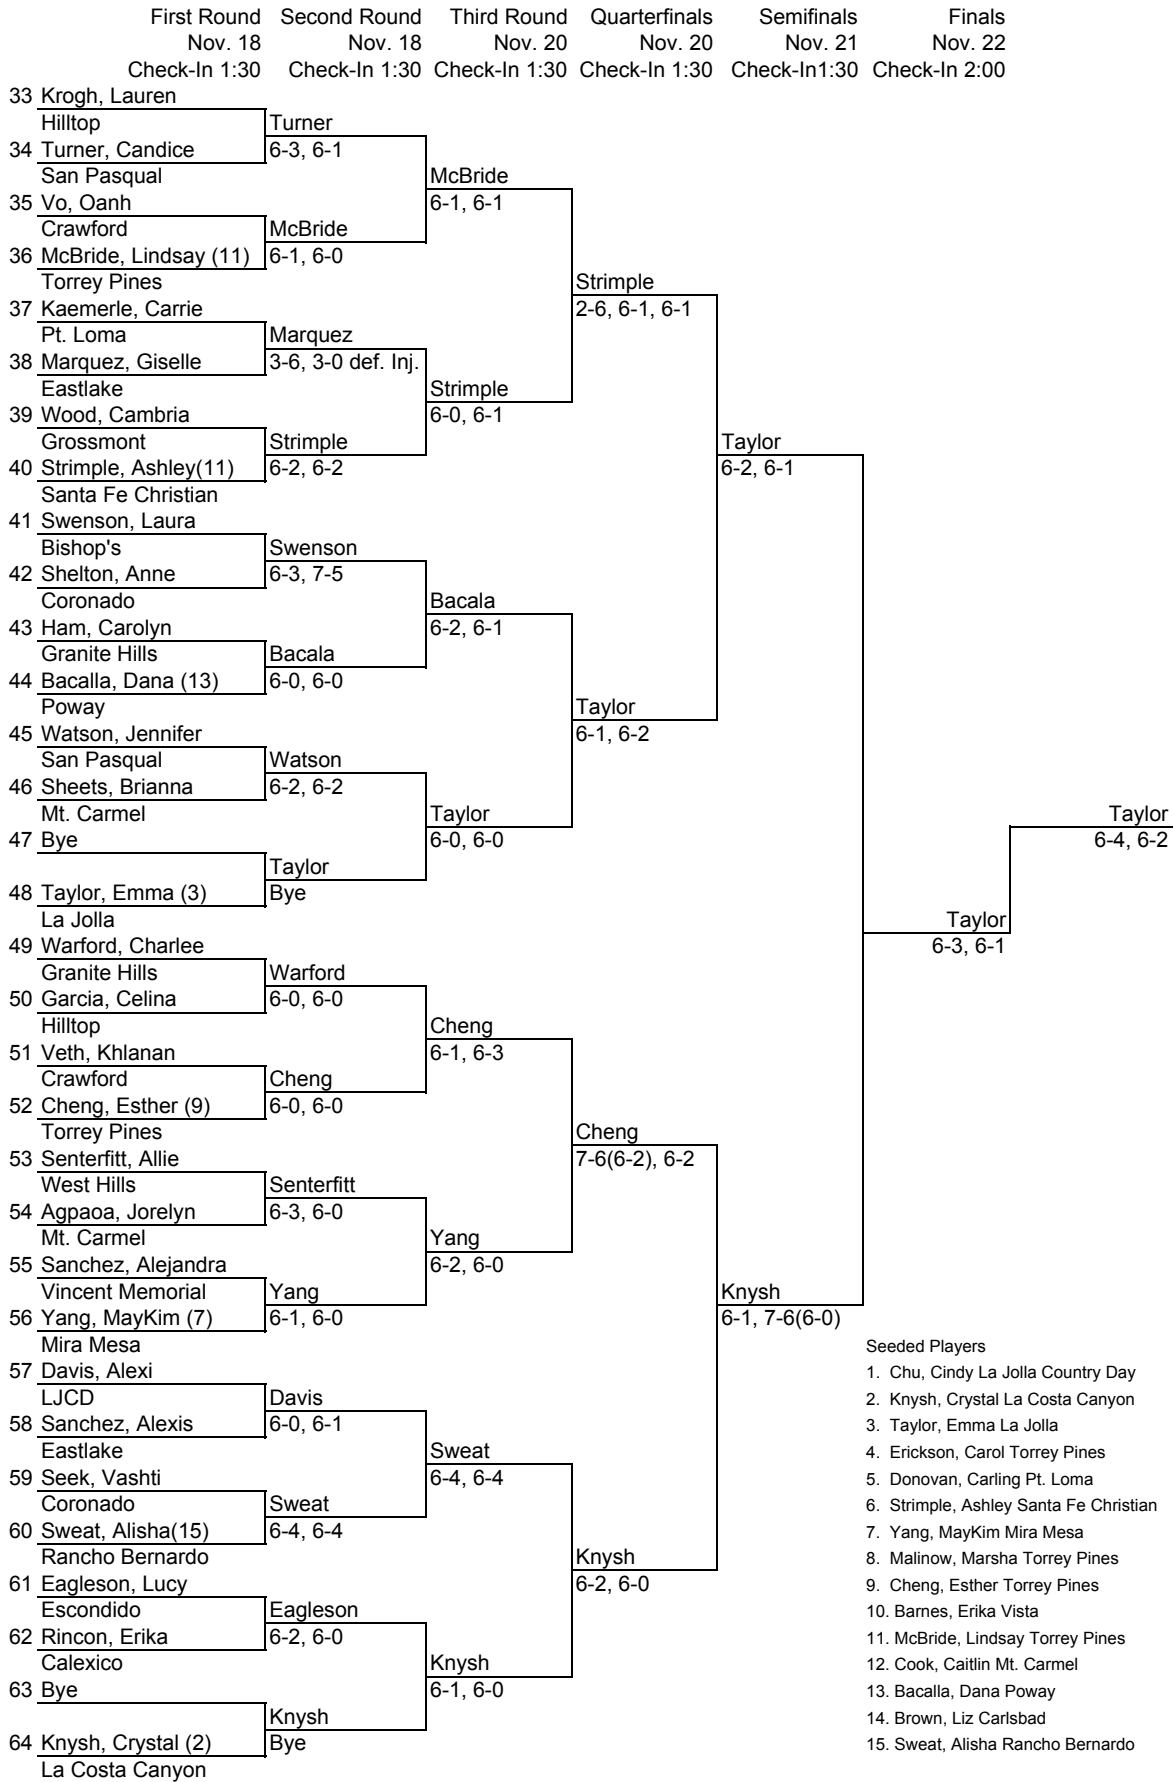 First Round Second Round Third Round Quarterfinals Semifinals Finals
Nov. 18 Nov. 18 Nov. 20 Nov. 20 Nov. 21 Nov. 22
Check-In 1:30 Check-In 1:30 Check-In 1:30 Check-In 1:30 Check-In1:30 Check-In 2:00
33 Krogh, Lauren
Hilltop Turner
34 Turner, Candice 6-3, 6-1
San Pasqual McBride
35 Vo, Oanh 6-1, 6-1
Crawford McBride
36 McBride, Lindsay (11) 6-1, 6-0
Torrey Pines Strimple
37 Kaemerle, Carrie 2-6, 6-1, 6-1
Pt. Loma Marquez
38 Marquez, Giselle 3-6, 3-0 def. Inj.
Eastlake Strimple
39 Wood, Cambria 6-0, 6-1
Grossmont Strimple Taylor
40 Strimple, Ashley(11) 6-2, 6-2 6-2, 6-1
Santa Fe Christian
41 Swenson, Laura
Bishop's Swenson
42 Shelton, Anne 6-3, 7-5
Coronado Bacala
43 Ham, Carolyn 6-2, 6-1
Granite Hills Bacala
44 Bacalla, Dana (13) 6-0, 6-0
Poway Taylor
45 Watson, Jennifer 6-1, 6-2
San Pasqual Watson
46 Sheets, Brianna 6-2, 6-2
Mt. Carmel Taylor Taylor
47 Bye 6-0, 6-0 6-4, 6-2
Taylor
48 Taylor, Emma (3) Bye
La Jolla Taylor
49 Warford, Charlee 6-3, 6-1
Granite Hills Warford
50 Garcia, Celina 6-0, 6-0
Hilltop Cheng
51 Veth, Khlanan 6-1, 6-3
Crawford Cheng
52 Cheng, Esther (9) 6-0, 6-0
Torrey Pines Cheng
53 Senterfitt, Allie 7-6(6-2), 6-2
West Hills Senterfitt
54 Agpaoa, Jorelyn 6-3, 6-0
Mt. Carmel Yang
55 Sanchez, Alejandra 6-2, 6-0
Vincent Memorial Yang Knysh
56 Yang, MayKim (7) 6-1, 6-0 6-1, 7-6(6-0)
Mira Mesa Seeded Players
57 Davis, Alexi 1. Chu, Cindy La Jolla Country Day
LJCD Davis 2. Knysh, Crystal La Costa Canyon
58 Sanchez, Alexis 6-0, 6-1 3. Taylor, Emma La Jolla
Eastlake Sweat 4. Erickson, Carol Torrey Pines
59 Seek, Vashti 6-4, 6-4 5. Donovan, Carling Pt. Loma
Coronado Sweat 6. Strimple, Ashley Santa Fe Christian
60 Sweat, Alisha(15) 6-4, 6-4 7. Yang, MayKim Mira Mesa
Rancho Bernardo Knysh 8. Malinow, Marsha Torrey Pines
61 Eagleson, Lucy 6-2, 6-0 9. Cheng, Esther Torrey Pines
Escondido Eagleson 10. Barnes, Erika Vista
62 Rincon, Erika 6-2, 6-0 11. McBride, Lindsay Torrey Pines
Calexico Knysh 12. Cook, Caitlin Mt. Carmel
63 Bye 6-1, 6-0 13. Bacalla, Dana Poway
Knysh 14. Brown, Liz Carlsbad
64 Knysh, Crystal (2) Bye 15. Sweat, Alisha Rancho Bernardo
La Costa Canyon